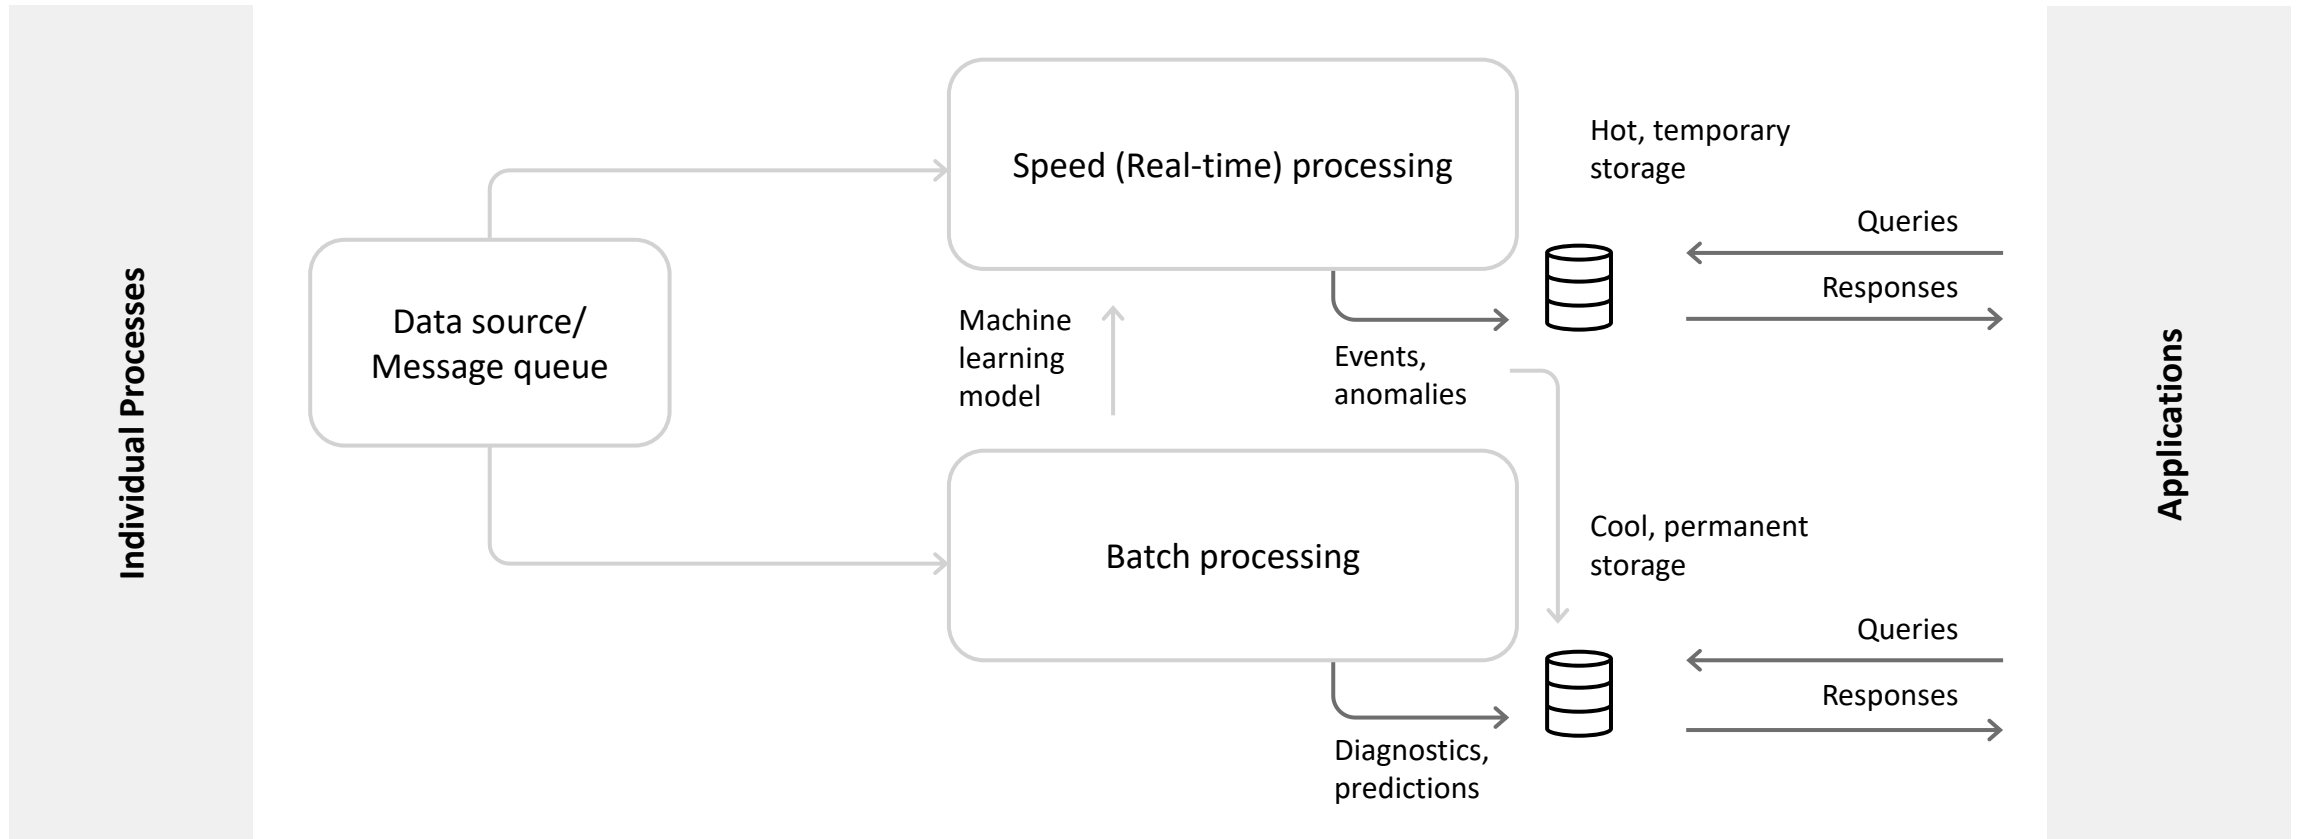 Individual Processes
Data source/
Message queue
Speed (Real-time) processing
Machine
learning
model
Events,
anomalies
Batch processing
Diagnostics,
predictions
Hot, temporary
storage
Queries
Responses
Cool, permanent
storage
Queries
Responses
Applications